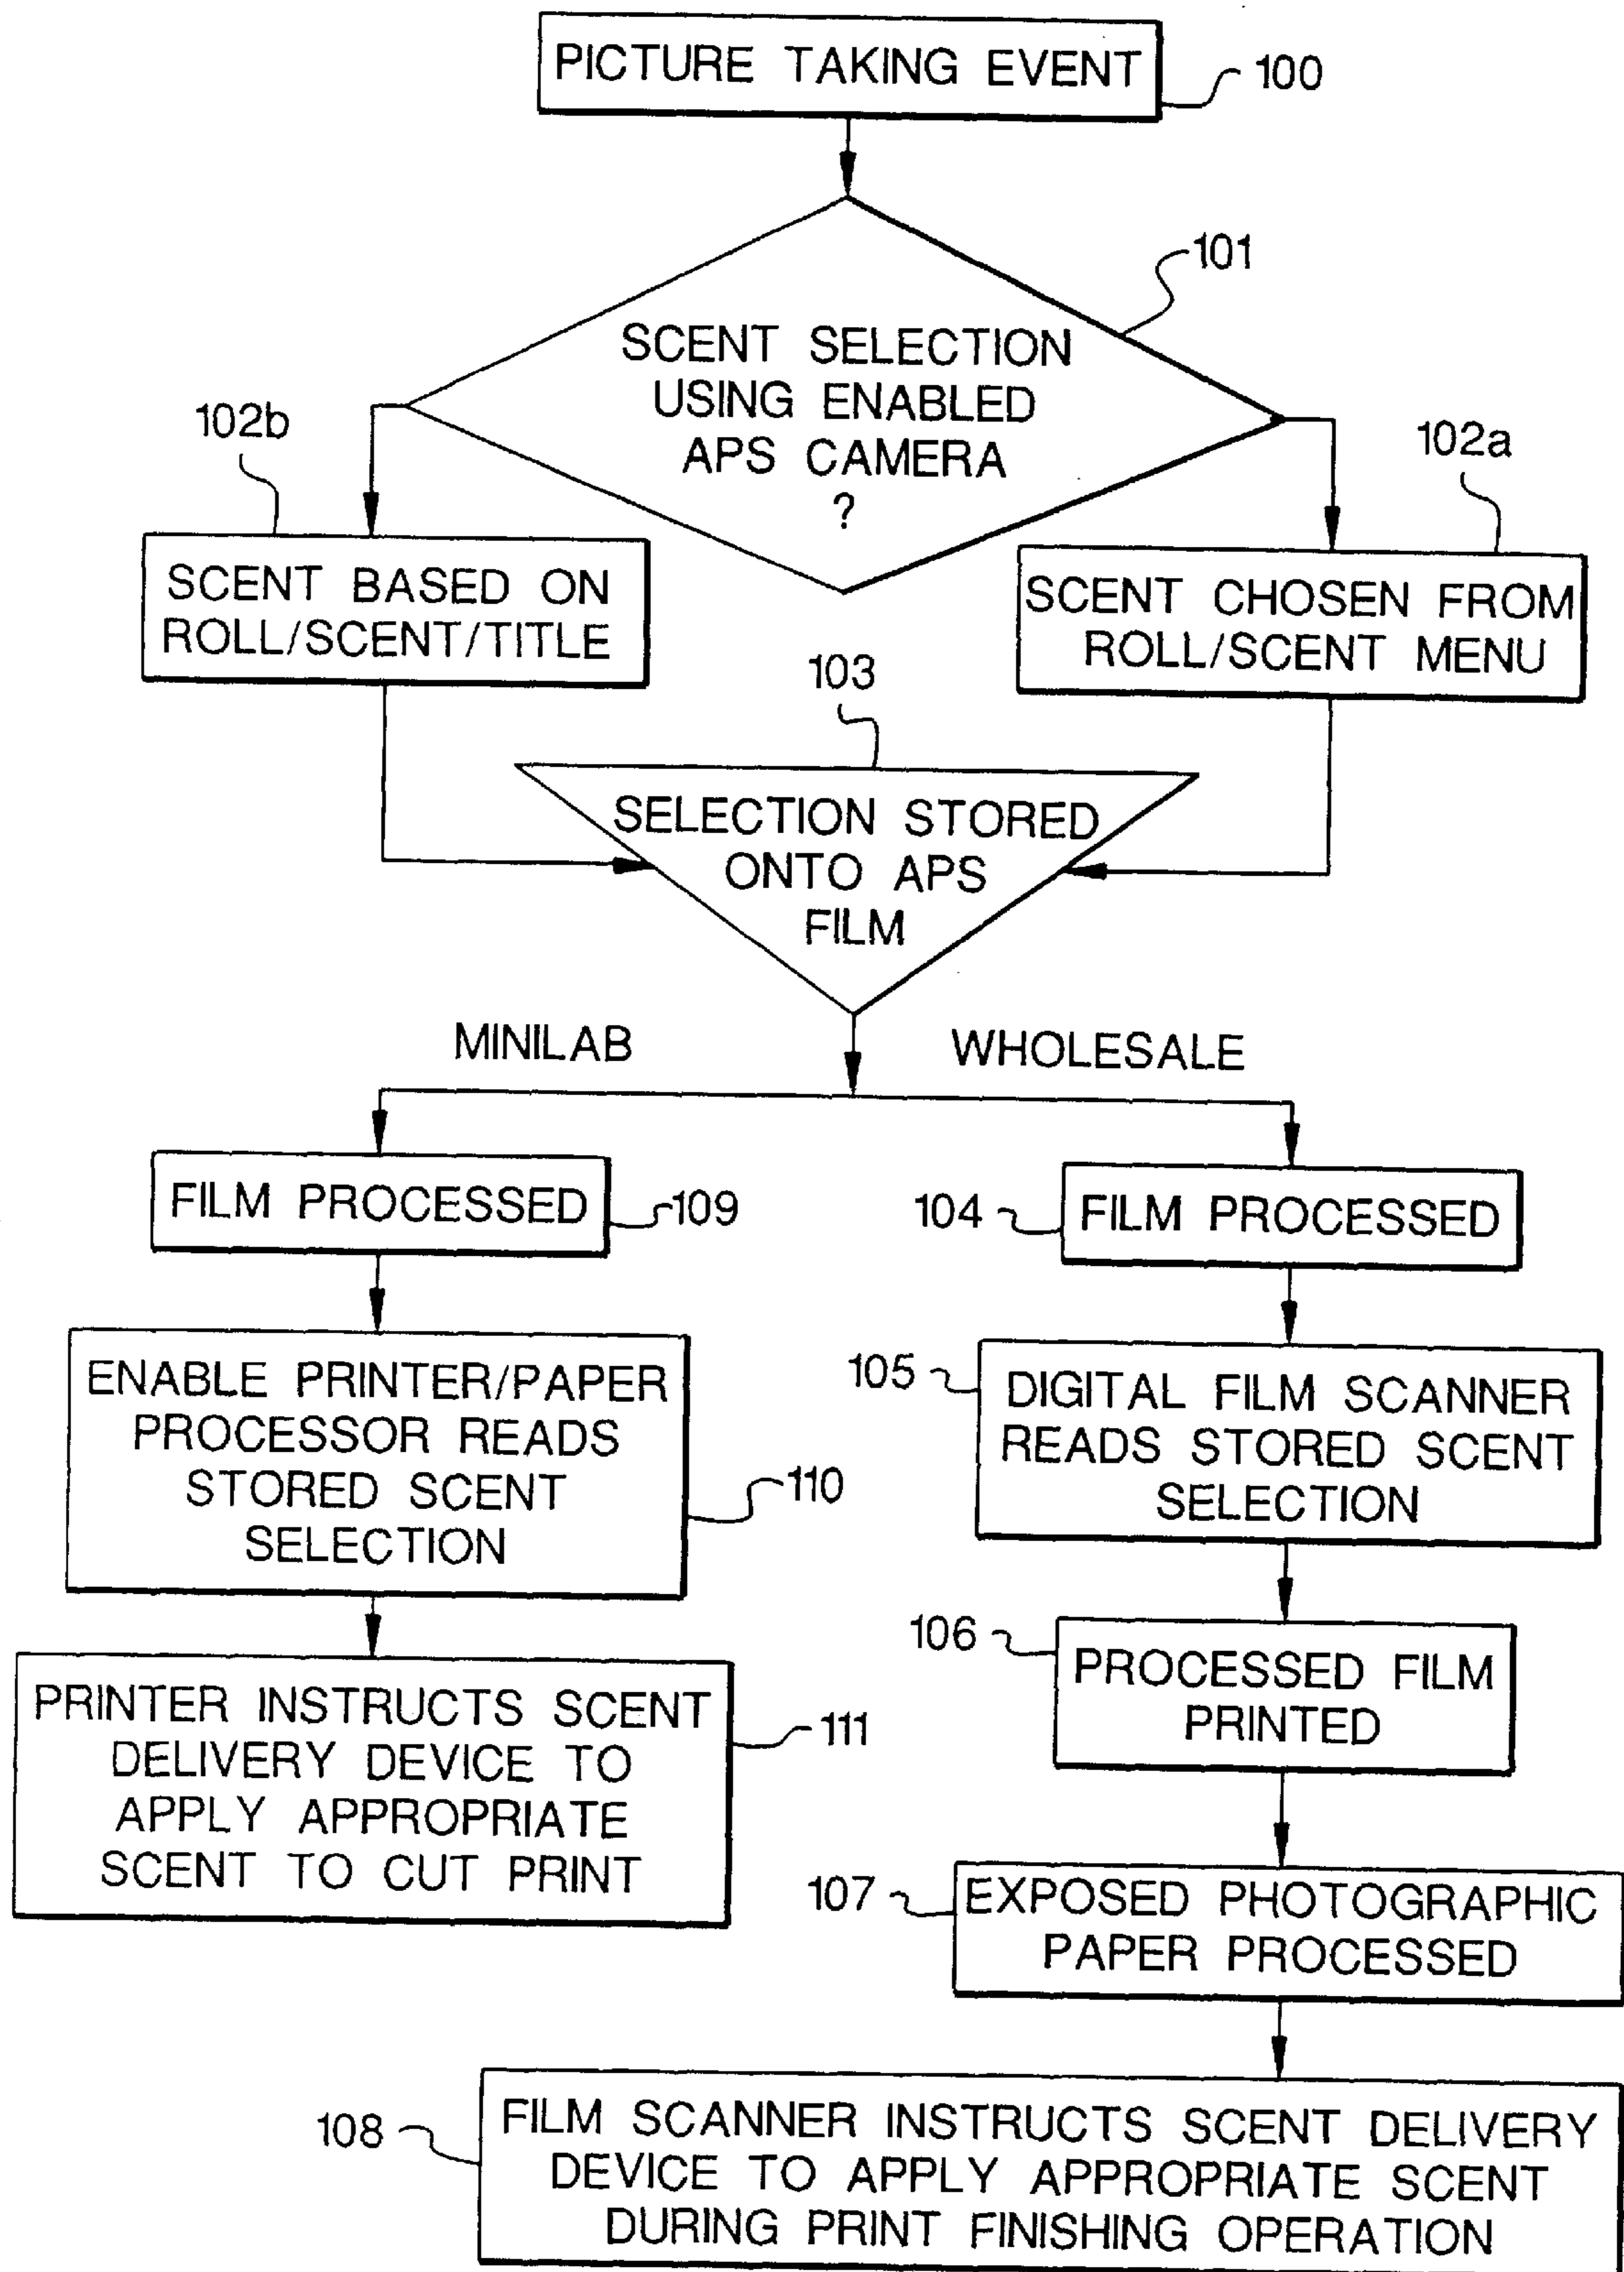 PICTURE TAKING EVENT
100
101
SCENT SELECTION
USING ENABLED
APS CAMERA
?
102b
102a
SCENT BASED ON
ROLL/SCENT/TITLE
SCENT CHOSEN FROM
ROLL/SCENT MENU
103
SELECTION STORED
ONTO APS
FILM
MINILAB
WHOLESALE
FILM PROCESSED
109
104
FILM PROCESSED
ENABLE PRINTER/PAPER
PROCESSOR READS
STORED SCENT
SELECTION
110
105
DIGITAL FILM SCANNER
READS STORED SCENT
SELECTION
106
PROCESSED FILM
PRINTED
PRINTER INSTRUCTS SCENT
DELIVERY DEVICE TO
APPLY APPROPRIATE
SCENT TO CUT PRINT
111
107
EXPOSED PHOTOGRAPHIC
PAPER PROCESSED
108
FILM SCANNER INSTRUCTS SCENT DELIVERY
DEVICE TO APPLY APPROPRIATE SCENT
DURING PRINT FINISHING OPERATION